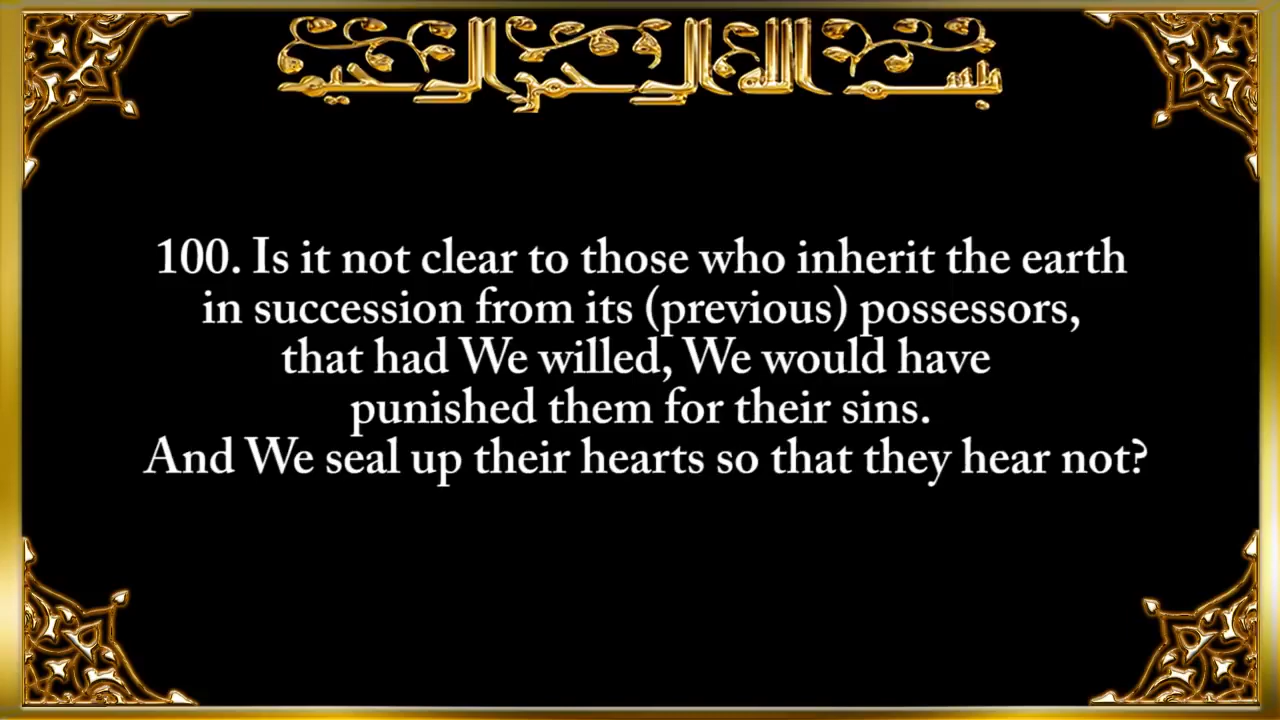 بسم الله الرحمن الرحيم
100. Is it not clear to those who inherit the earth
in succession from its (previous) possessors,
that had We willed, We would have
punished them for their sins.
And We seal up their hearts so that they hear not?